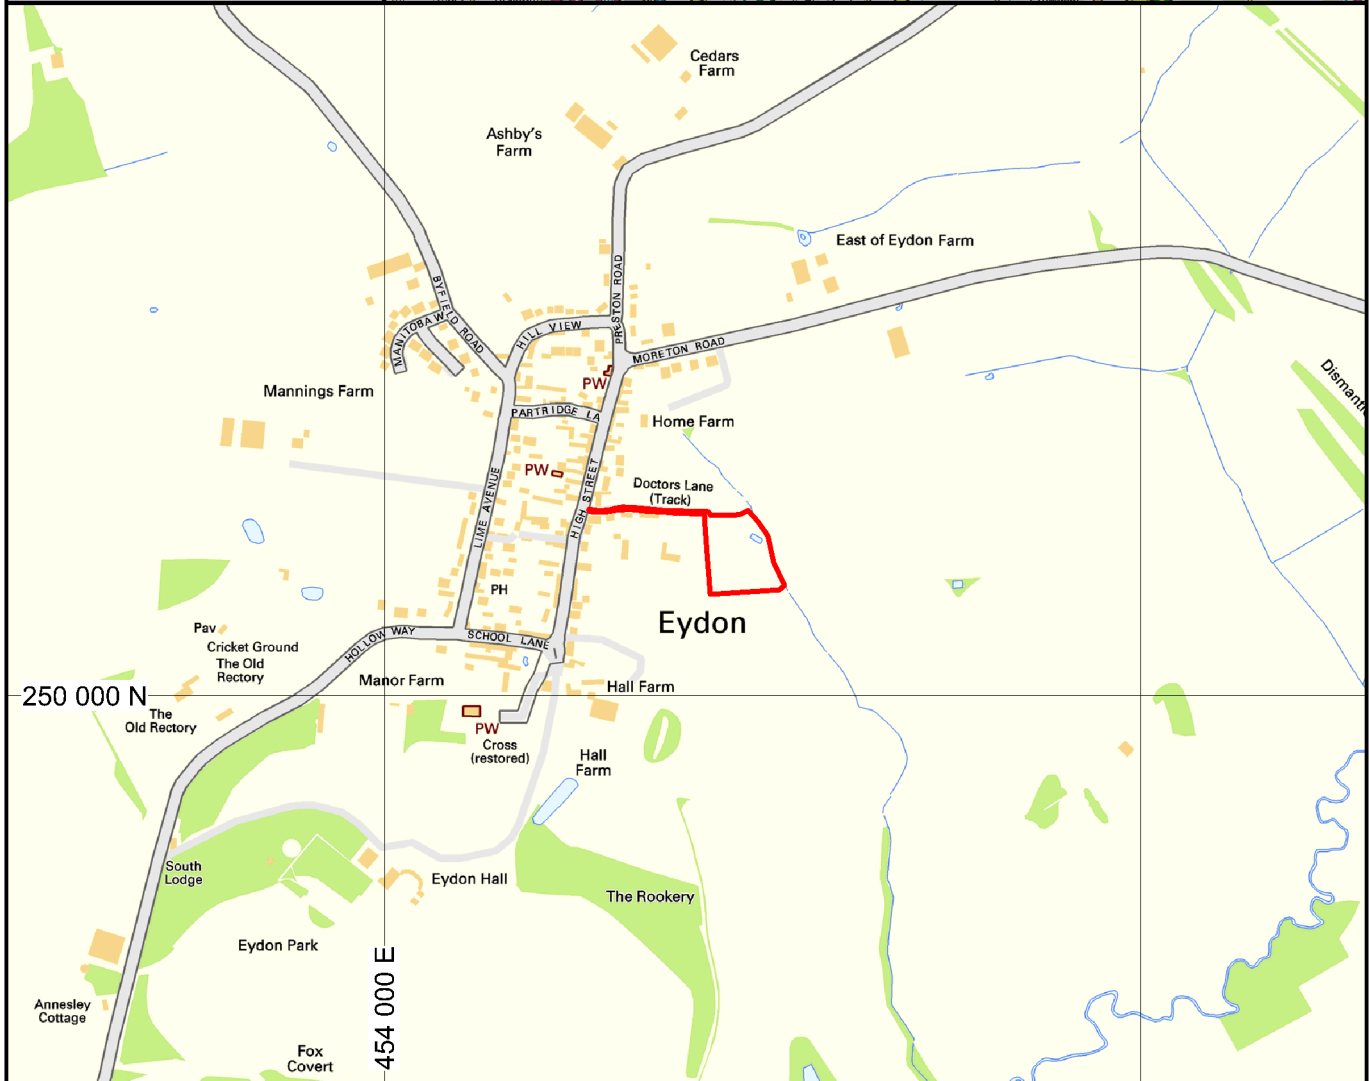 Cedars
Farm
Ashby's
Farm
East of Eydon Farm
PRESTON ROAD
BYFIELD ROAD
MANITOBA W
HILL VIEW
MORETON ROAD
Mannings Farm
PW
PARTRIDGE LA
Home Farm
PW
LIME AVENUE
HIGH STREET
Doctors Lane
(Track)
PH
Eydon
Pav
Cricket Ground
The Old
Rectory
HOLLOW WAY
SCHOOL LANE
Manor Farm
Hall Farm
250 000 N
The
Old Rectory
PW
Cross
(restored)
Hall
Farm
South
Lodge
Eydon Hall
The Rookery
Eydon Park
454 000 E
Annesley
Cottage
Fox
Covert